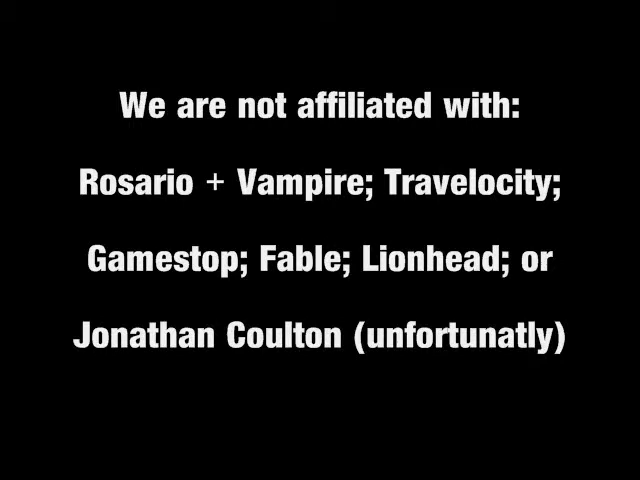 We are not affiliated with:
Rosario + Vampire; Travelocity;
Gamestop; Fable; Lionhead; or
Jonathan Coulton (unfortunatly)